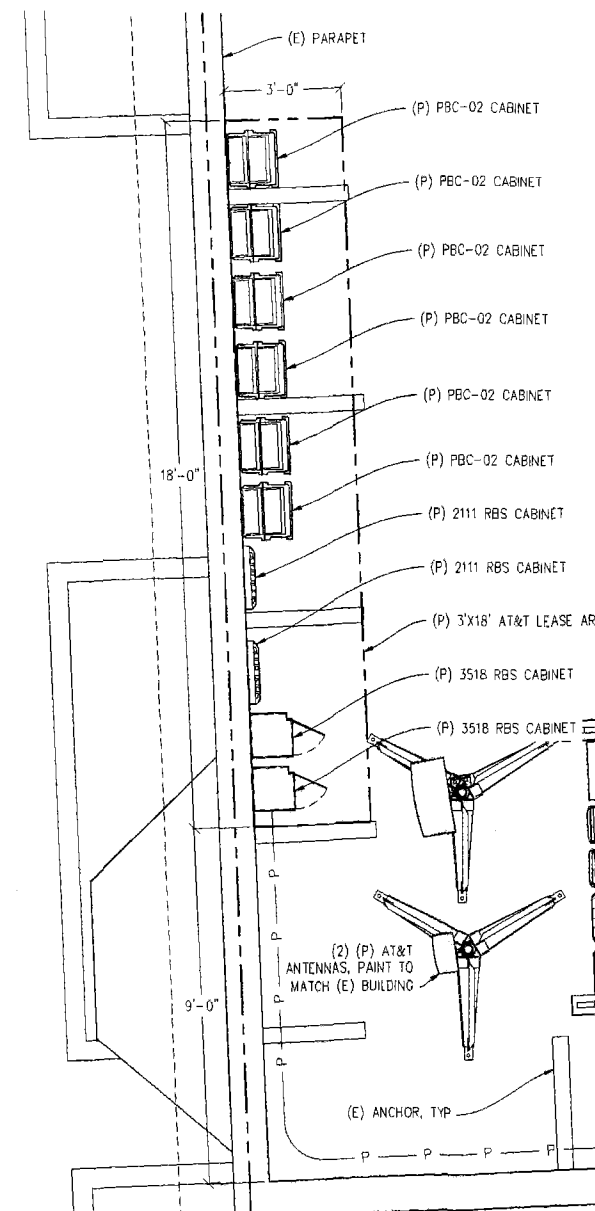 (E) PARAPET
3'-0"
(P) PBC-02 CABINET
(P) PBC-02 CABINET
(P) PBC-02 CABINET
(P) PBC-02 CABINET
(P) PBC-02 CABINET
(P) PBC-02 CABINET
18'-0"
(P) 2111 RBS CABINET
(P) 2111 RBS CABINET
(P) 3'X18' AT&T LEASE AR
(P) 3518 RBS CABINET
(P) 3518 RBS CABINET
P
(2) (P) AT&T
ANTENNAS, PAINT TO
MATCH (E) BUILDING
P
9'-0"
P
(E) ANCHOR, TYP
P P P P